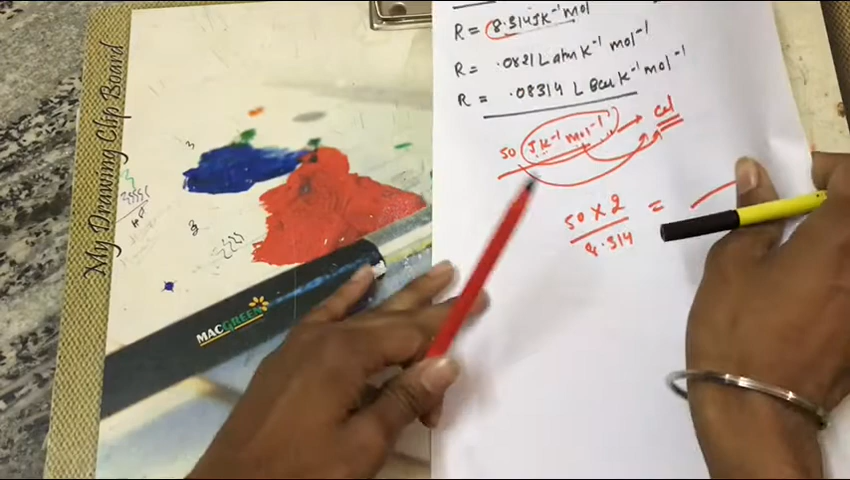 R = 8.314 J K⁻¹ mol
R = .0821 L atm K⁻¹ mol⁻¹
R = .08314 L Bar K⁻¹ mol⁻¹
50 J K⁻¹ mol⁻¹ Cal
50 × 2 =
8.314
My Drawing Clip Board
MACGREEN